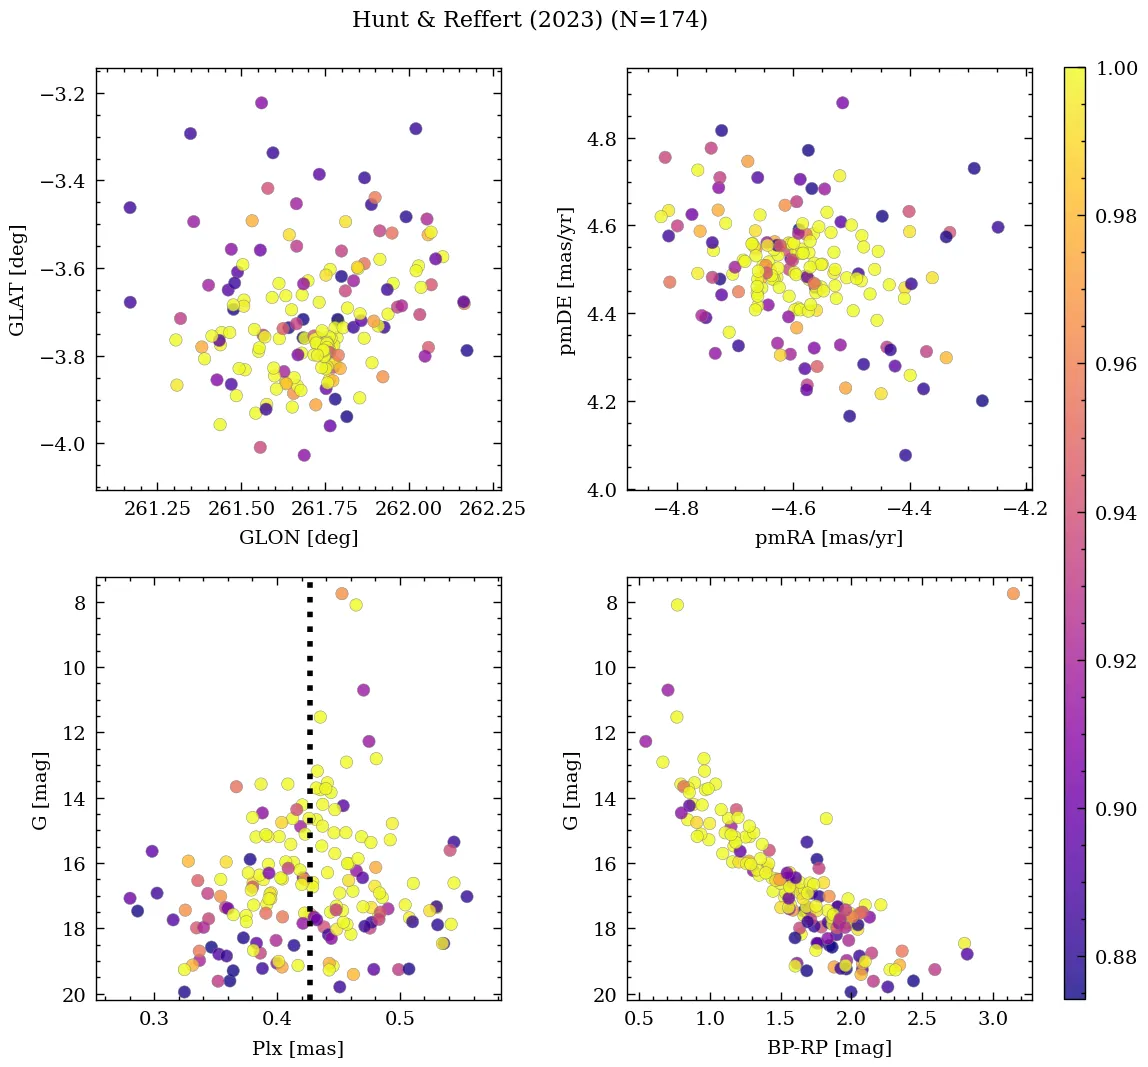 Hunt & Reffert (2023) (N=174)
−3.2
−3.4
−3.6
−3.8
−4.0
GLAT [deg]
261.25 261.50 261.75 262.00 262.25
GLON [deg]
4.8
4.6
4.4
4.2
4.0
pmDE [mas/yr]
−4.8 −4.6 −4.4 −4.2
pmRA [mas/yr]
1.00
0.98
0.96
0.94
0.92
0.90
0.88
8
10
12
14
16
18
20
G [mag]
0.3 0.4 0.5
Plx [mas]
8
10
12
14
16
18
20
G [mag]
0.5 1.0 1.5 2.0 2.5 3.0
BP-RP [mag]